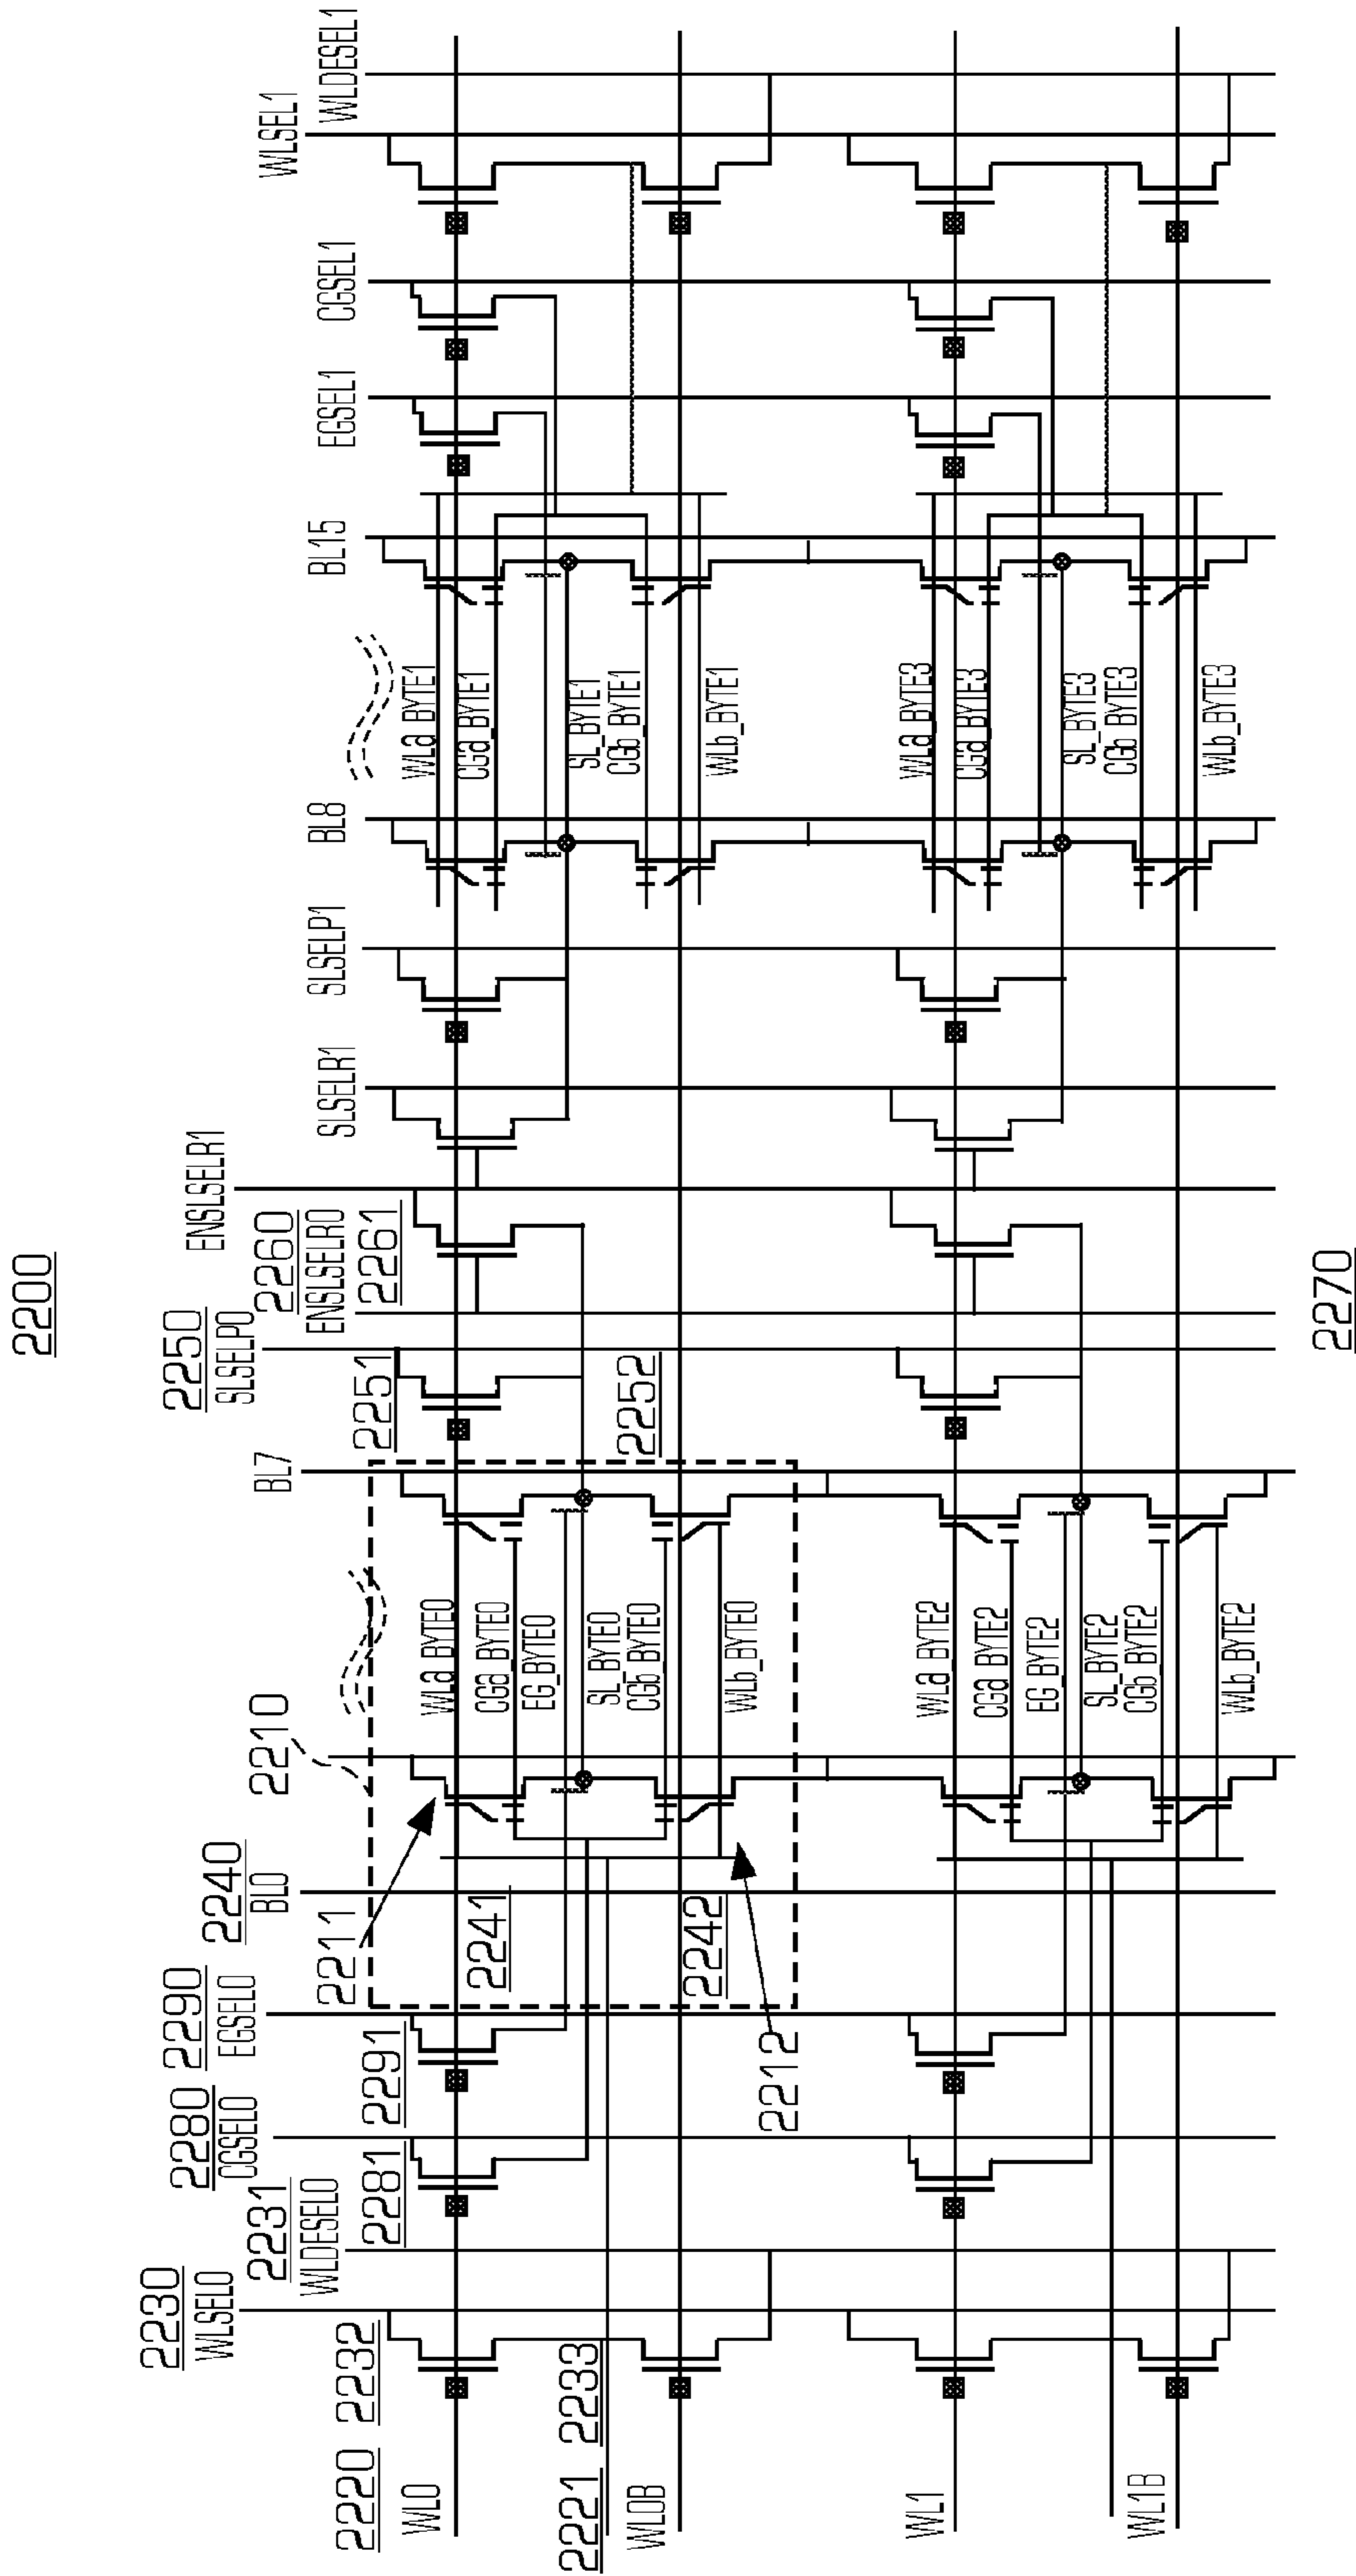 2200
2230
WLSEL0
2231
WLDESEL0
2280
CGSEL0
2290
EGSEL0
2240
BL0
2210
BL7
2250
SLSELP0
2260
ENSLSELR0
2261
ENSLSELR1
SLSELR1
SLSELP1
BL8
BL15
EGSEL1
CGSEL1
WLSEL1
WLDESEL1
2220
2232
2281
2291
2211
2251
WL0
WLa_BYTE0
WLa_BYTE1
2241
CGa_BYTE0
CGa_BYTE1
EG_BYTE0
2221
2233
SL_BYTE0
SL_BYTE1
2252
WL0B
CGb_BYTE0
CGb_BYTE1
2242
WLb_BYTE0
WLb_BYTE1
2212
WL1
WLa_BYTE2
WLa_BYTE3
CGa_BYTE2
CGa_BYTE3
EG_BYTE2
SL_BYTE2
SL_BYTE3
CGb_BYTE2
CGb_BYTE3
WL1B
WLb_BYTE2
WLb_BYTE3
2270